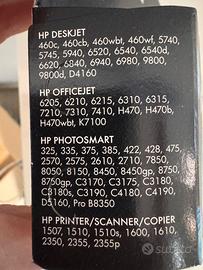 HP DESKJET
460c, 460cb, 460wbt, 460wf, 5740,
5745, 5940, 6520, 6540, 6540d,
6620, 6840, 6940, 6980, 9800,
9800d, D4160
HP OFFICEJET
6205, 6210, 6215, 6310, 6315,
7210, 7310, 7410, H470, H470b,
H470wbt, K7100
HP PHOTOSMART
325, 335, 375, 385, 422, 428, 475,
2570, 2575, 2610, 2710, 7850,
8050, 8150, 8450, 8450gp, 8750,
8750gp, C3170, C3175, C3180,
C3180s, C3190, C4180, C4190,
D5160, Pro B8350
HP PRINTER/SCANNER/COPIER
1507, 1510, 1510s, 1600, 1610,
2350, 2355, 2355p
subito